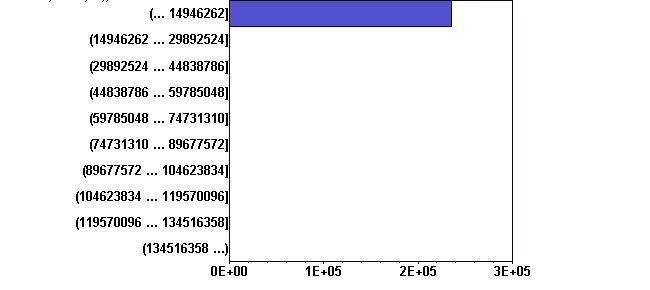 (... 14946262]
(14946262 ... 29892524]
(29892524 ... 44838786]
(44838786 ... 59785048]
(59785048 ... 74731310]
(74731310 ... 89677572]
(89677572 ... 104623834]
(104623834 ... 119570096]
(119570096 ... 134516358]
(134516358 ...)
0E+00 1E+05 2E+05 3E+05